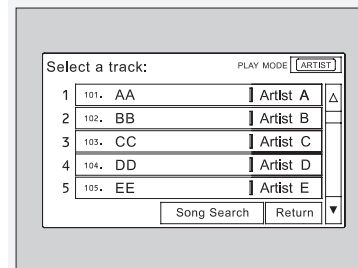 Select a track: PLAY MODE ARTIST
1 101. AA Artist A
2 102. BB Artist B
3 103. CC Artist C
4 104. DD Artist D
5 105. EE Artist E
Song Search Return